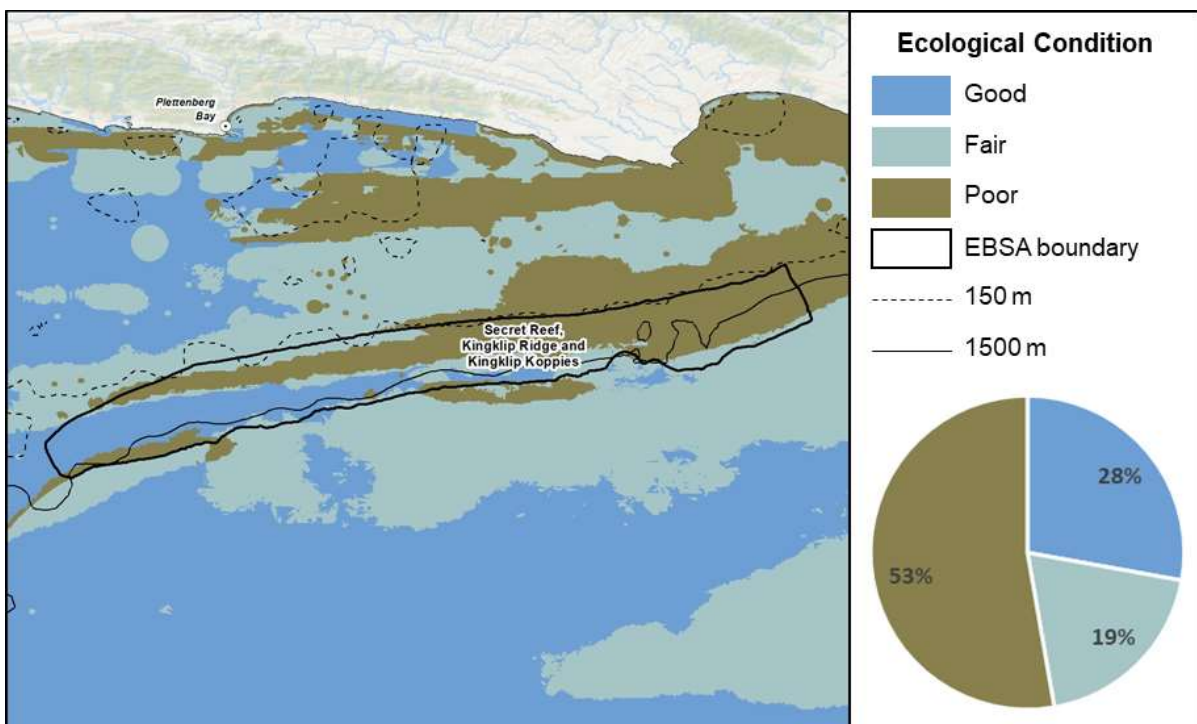 Plettenberg
Bay
Secret Reef,
Kingklip Ridge and
Kingklip Koppies
Ecological Condition
Good
Fair
Poor
EBSA boundary
150 m
1500 m
28%
53%
19%